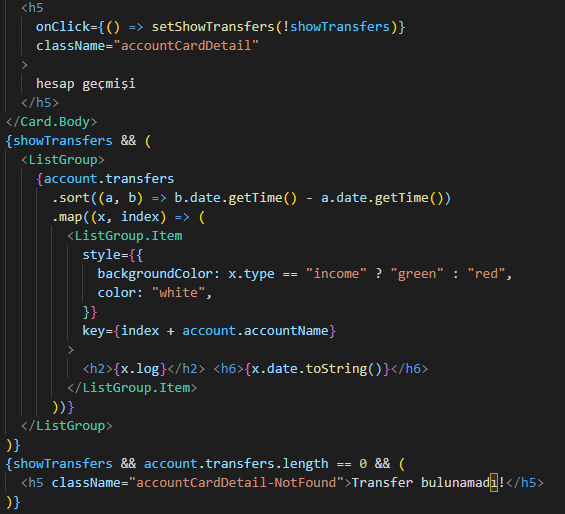 <h5
onClick={() => setShowTransfers(!showTransfers)}
className="accountCardDetail"
>
hesap geçmişi
</h5>
</Card.Body>
{showTransfers && (
<ListGroup>
{account.transfers
.sort((a, b) => b.date.getTime() - a.date.getTime())
.map((x, index) => (
<ListGroup.Item
style={{
backgroundColor: x.type == "income" ? "green" : "red",
color: "white",
}}
key={index + account.accountName}
>
<h2>{x.log}</h2> <h6>{x.date.toString()}</h6>
</ListGroup.Item>
))}
</ListGroup>
)}
{showTransfers && account.transfers.length == 0 && (
<h5 className="accountCardDetail-NotFound">Transfer bulunamadı!</h5>
)}